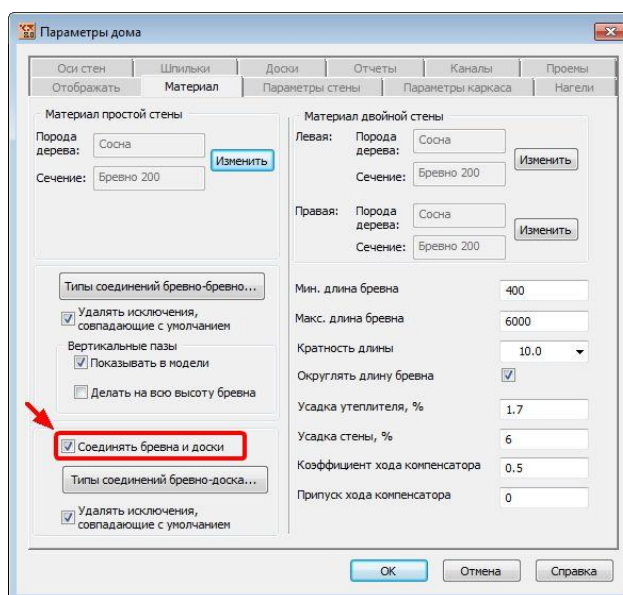 Параметры дома
Оси стен Шпильки Доски Отчеты Каналы Проемы
Отображать Материал Параметры стены Параметры каркаса Нагели
Материал простой стены
Порода дерева: Сосна
Изменить
Сечение: Бревно 200
Материал двойной стены
Левая: Порода дерева: Сосна
Изменить
Сечение: Бревно 200
Правая: Порода дерева: Сосна
Изменить
Сечение: Бревно 200
Типы соединений бревно-бревно...
Удалять исключения,
совпадающие с умолчанием
Вертикальные пазы
Показывать в модели
Делать на всю высоту бревна
Соединять бревна и доски
Типы соединений бревно-доска...
Удалять исключения,
совпадающие с умолчанием
Мин. длина бревна 400
Макс. длина бревна 6000
Кратность длины 10.0
Округлять длину бревна
Усадка утеплителя, % 1.7
Усадка стены, % 6
Коэффициент хода компенсатора 0.5
Припуск хода компенсатора 0
ОК Отмена Справка